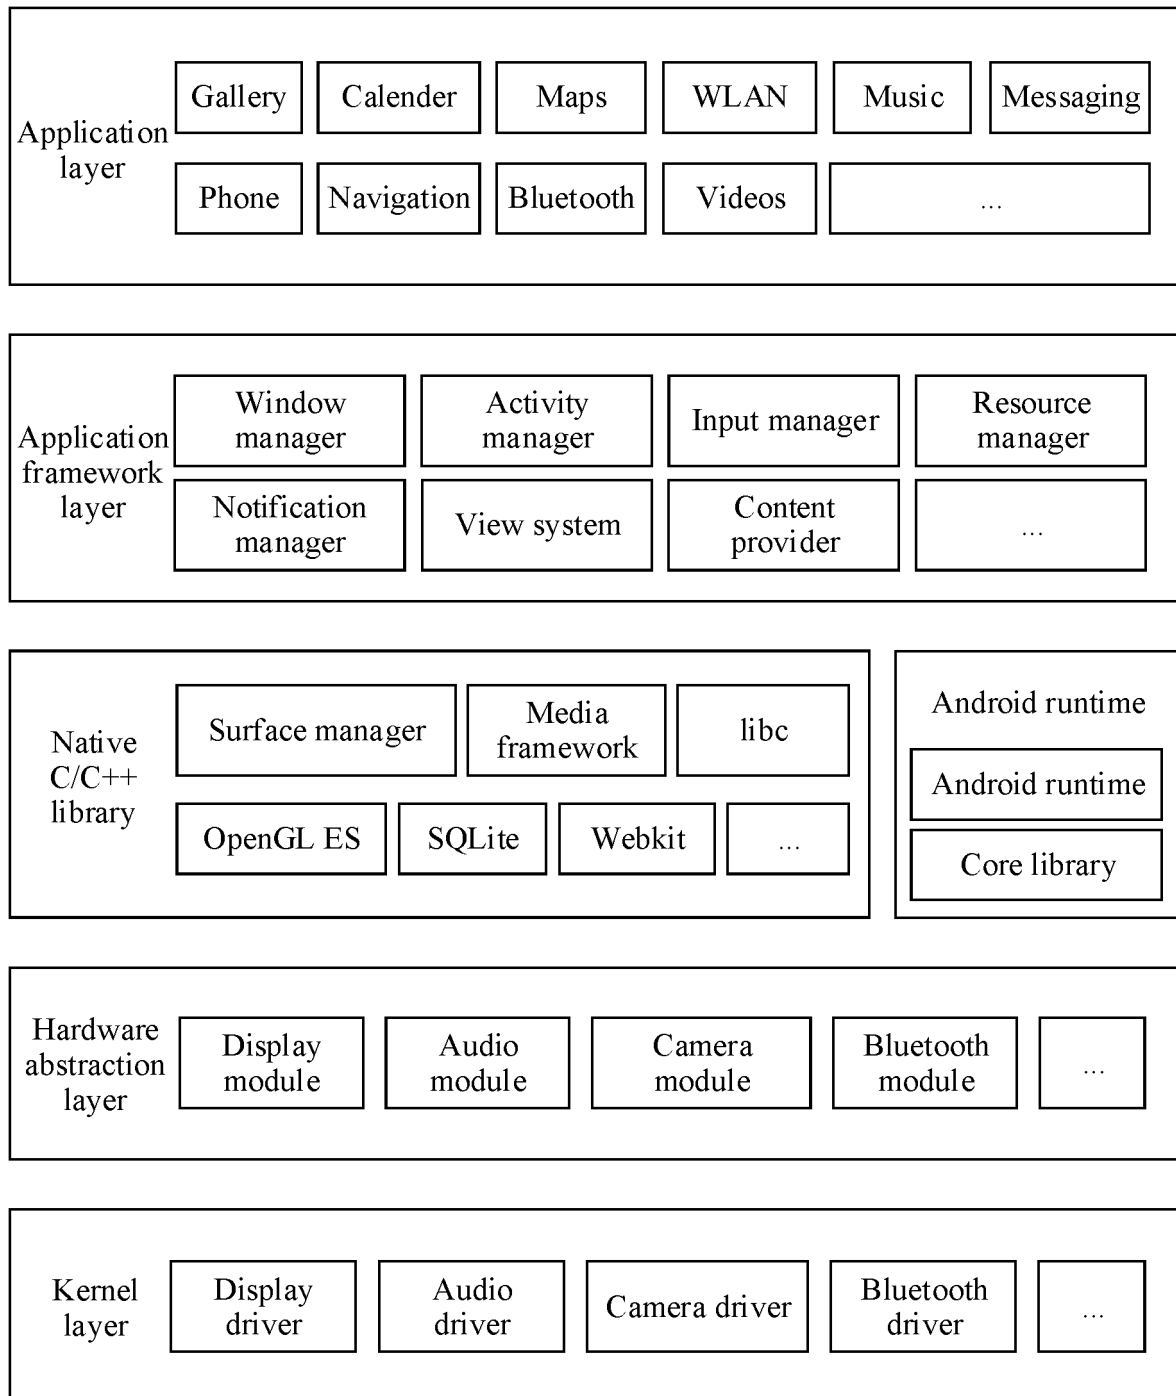 Application
layer
Gallery
Calender
Maps
WLAN
Music
Messaging
Phone
Navigation
Bluetooth
Videos
...
Application
framework
layer
Window
manager
Activity
manager
Input manager
Resource
manager
Notification
manager
View system
Content
provider
...
Native
C/C++
library
Surface manager
Media
framework
libc
OpenGL ES
SQLite
Webkit
...
Android runtime
Android runtime
Core library
Hardware
abstraction
layer
Display
module
Audio
module
Camera
module
Bluetooth
module
...
Kernel
layer
Display
driver
Audio
driver
Camera driver
Bluetooth
driver
...